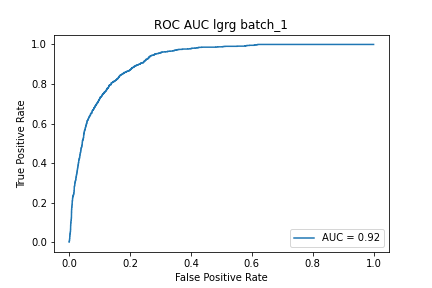 ROC AUC lgrg batch_1
1.0
0.8
0.6
0.4
0.2
0.0
True Positive Rate
AUC = 0.92
0.0 0.2 0.4 0.6 0.8 1.0
False Positive Rate